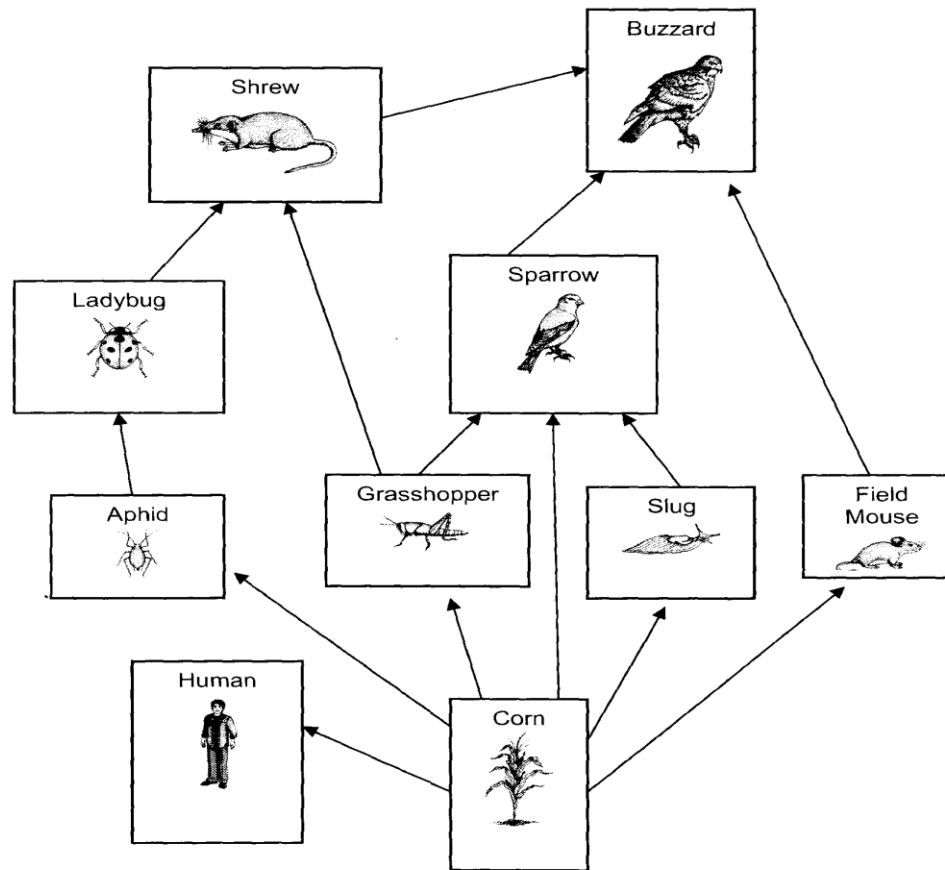 Buzzard
Shrew
Sparrow
Ladybug
Grasshopper
Slug
Field
Mouse
Aphid
Human
Corn